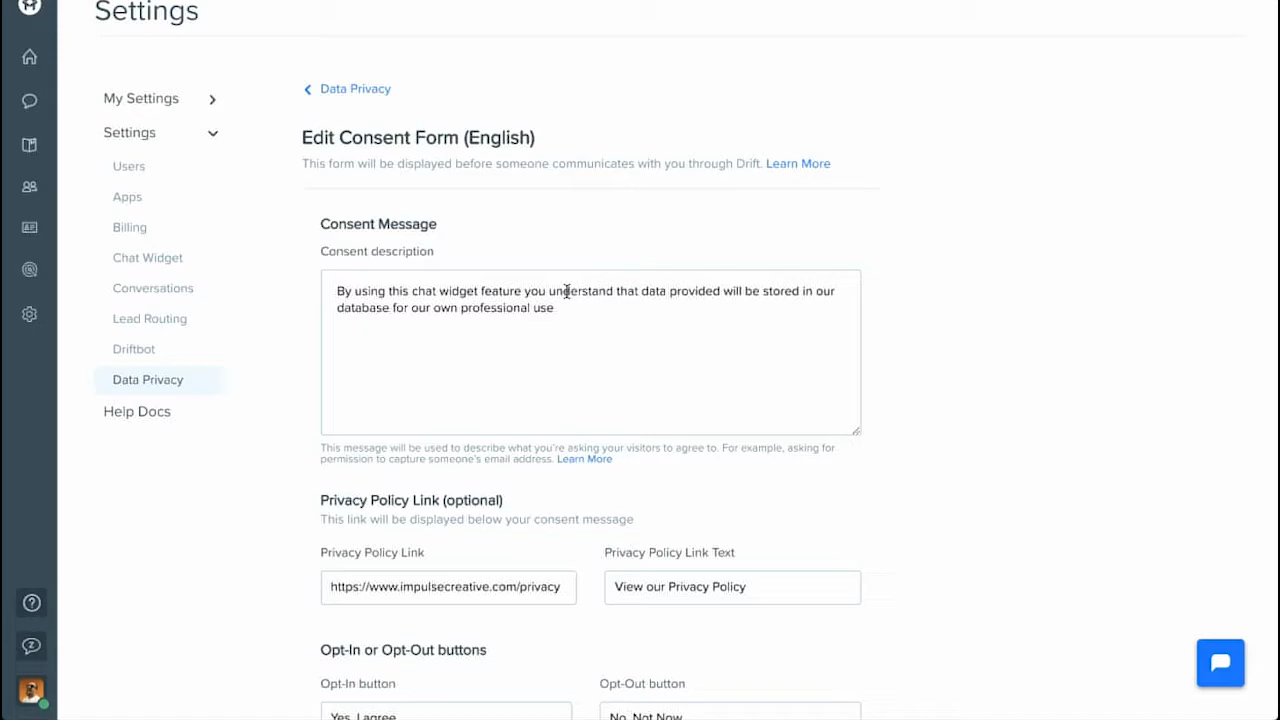 Settings
My Settings
Settings
Users
Apps
Billing
Chat Widget
Conversations
Lead Routing
Driftbot
Data Privacy
Help Docs
Data Privacy
Edit Consent Form (English)
This form will be displayed before someone communicates with you through Drift. Learn More
Consent Message
Consent description
By using this chat widget feature you understand that data provided will be stored in our
database for our own professional use
This message will be used to describe what you're asking your visitors to agree to. For example, asking for
permission to capture someone's email address. Learn More
Privacy Policy Link (optional)
This link will be displayed below your consent message
Privacy Policy Link
Privacy Policy Link Text
https://www.impulsecreative.com/privacy
View our Privacy Policy
Opt-In or Opt-Out buttons
Opt-In button
Opt-Out button
Yes, I agree
No, Not Now